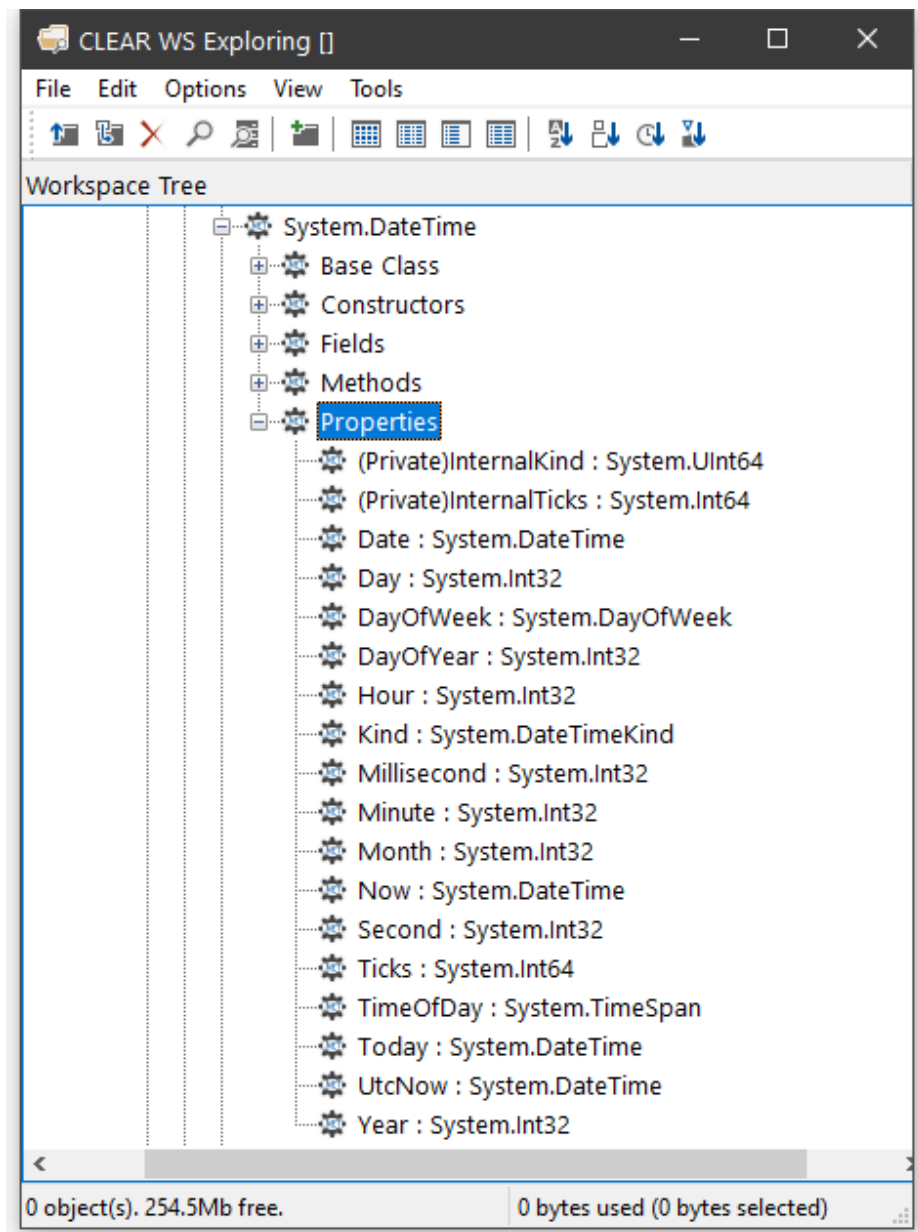 CLEAR WS Exploring []
File Edit Options View Tools
Workspace Tree
System.DateTime
Base Class
Constructors
Fields
Methods
Properties
(Private)InternalKind : System.UInt64
(Private)InternalTicks : System.Int64
Date : System.DateTime
Day : System.Int32
DayOfWeek : System.DayOfWeek
DayOfYear : System.Int32
Hour : System.Int32
Kind : System.DateTimeKind
Millisecond : System.Int32
Minute : System.Int32
Month : System.Int32
Now : System.DateTime
Second : System.Int32
Ticks : System.Int64
TimeOfDay : System.TimeSpan
Today : System.DateTime
UtcNow : System.DateTime
Year : System.Int32
0 object(s). 254.5Mb free. 0 bytes used (0 bytes selected)